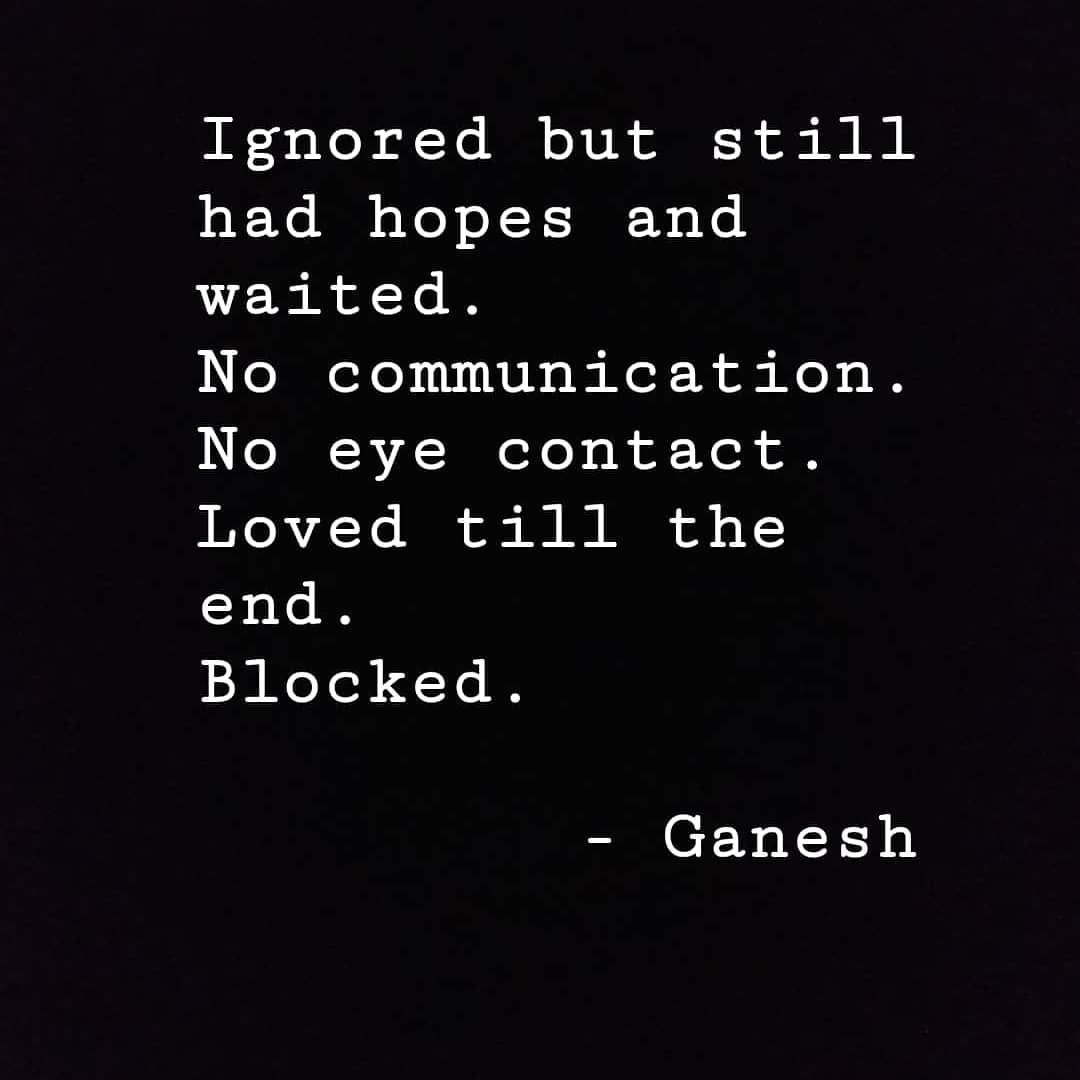 Ignored but still
had hopes and
waited.
No communication.
No eye contact.
Loved till the
end.
Blocked.
- Ganesh